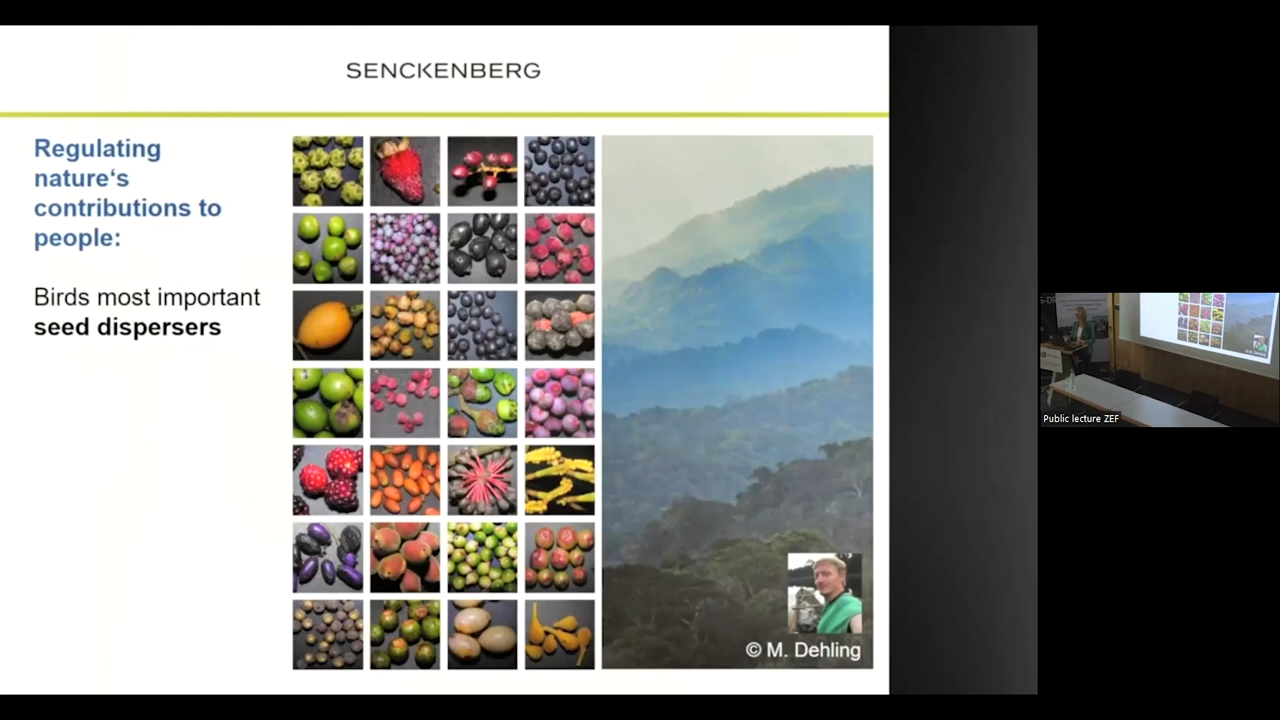 SENCKENBERG
Regulating
nature‘s
contributions to
people:
Birds most important
seed dispersers
© M. Dehling
Public lecture ZEF